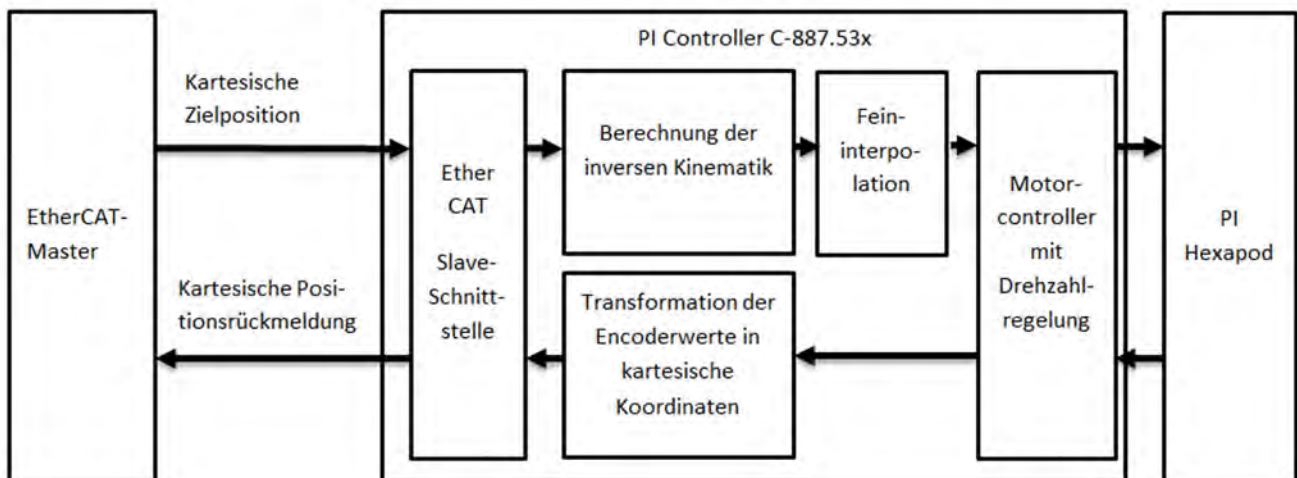 PI Controller C-887.53x
EtherCAT-
Master
Kartesische
Zielposition
Kartesische Posi-
tionsrückmeldung
Ether
CAT
Slave-
Schnitt-
stelle
Berechnung der
inversen Kinematik
Fein-
interpo-
lation
Transformation der
Encoderwerte in
kartesische
Koordinaten
Motor-
controller
mit
Drehzahl-
regelung
PI
Hexapod